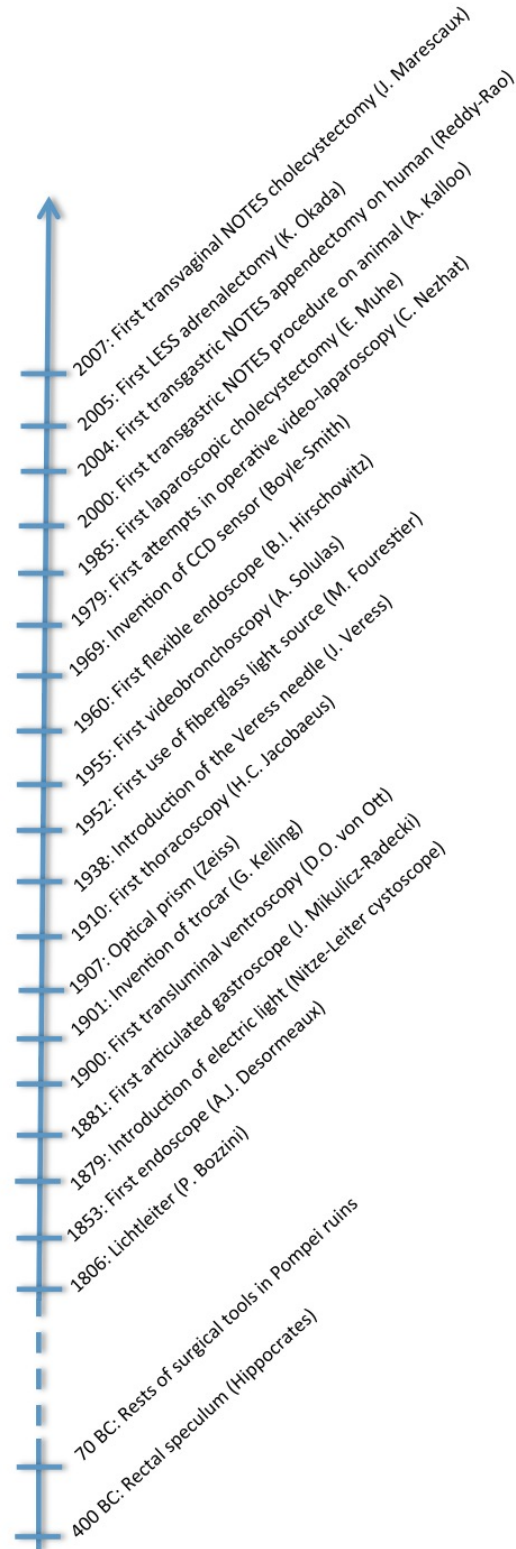 2007: First transvaginal NOTES cholecystectomy (J. Marescaux)
2005: First LESS adrenalectomy (K. Okada)
2004: First transgastric NOTES appendectomy on human (Reddy-Rao)
2000: First transgastric NOTES procedure on animal (A. Kalloo)
1985: First laparoscopic cholecystectomy (E. Muhe)
1979: First attempts in operative video-laparoscopy (C. Nezhat)
1969: Invention of CCD sensor (Boyle-Smith)
1960: First flexible endoscope (B.I. Hirschowitz)
1955: First videobronchoscopy (A. Solulas)
1952: First use of fiberglass light source (M. Fourestier)
1938: Introduction of the Veress needle (J. Veress)
1910: First thoracoscopy (H.C. Jacobaeus)
1907: Optical prism (Zeiss)
1901: Invention of trocar (G. Kelling)
1900: First transluminal ventroscopy (D.O. von Ott)
1881: First articulated gastroscope (J. Mikulicz-Radecki)
1879: Introduction of electric light (Nitze-Leiter cystoscope)
1853: First endoscope (A.J. Desormeaux)
1806: Lichtleiter (P. Bozzini)
70 BC: Rests of surgical tools in Pompei ruins
400 BC: Rectal speculum (Hippocrates)